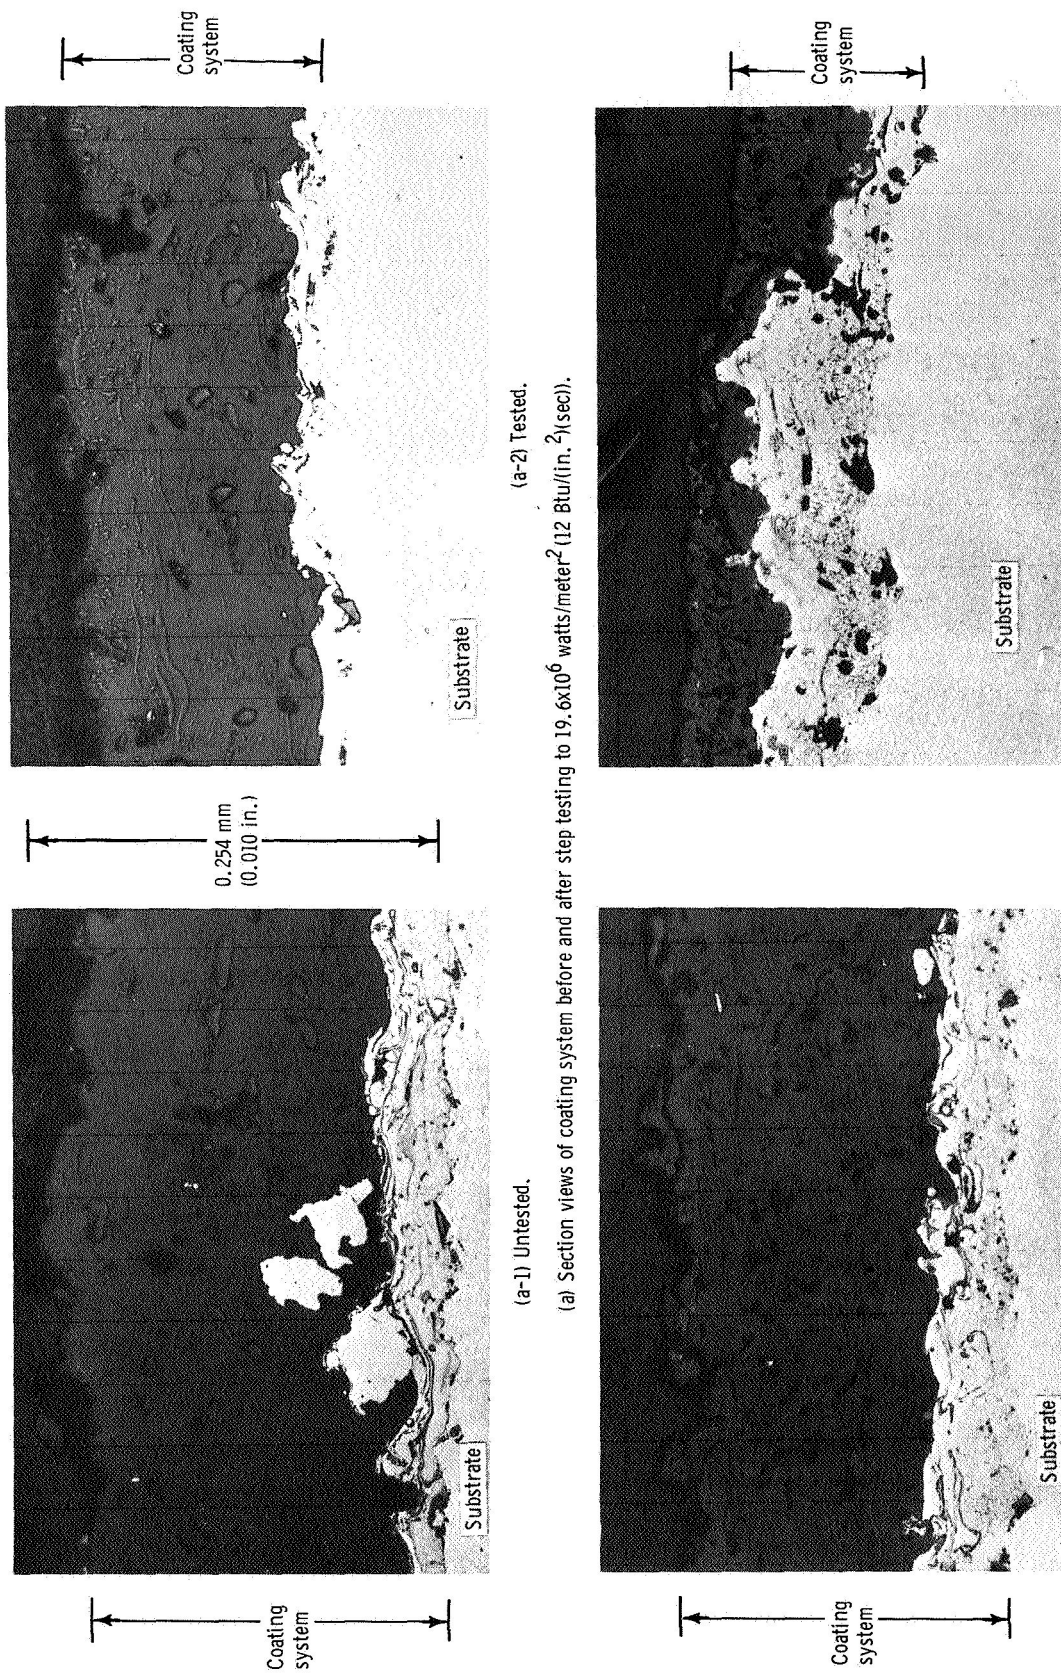 Coating
system
Substrate
(a-1) Untested.
0.254 mm
(0.010 in.)
Substrate
(a-2) Tested.
Coating
system
(a) Section views of coating system before and after step testing to 19.6x10⁶ watts/meter² (12 Btu/(in.²)(sec)).
Coating
system
Substrate
Substrate
Coating
system